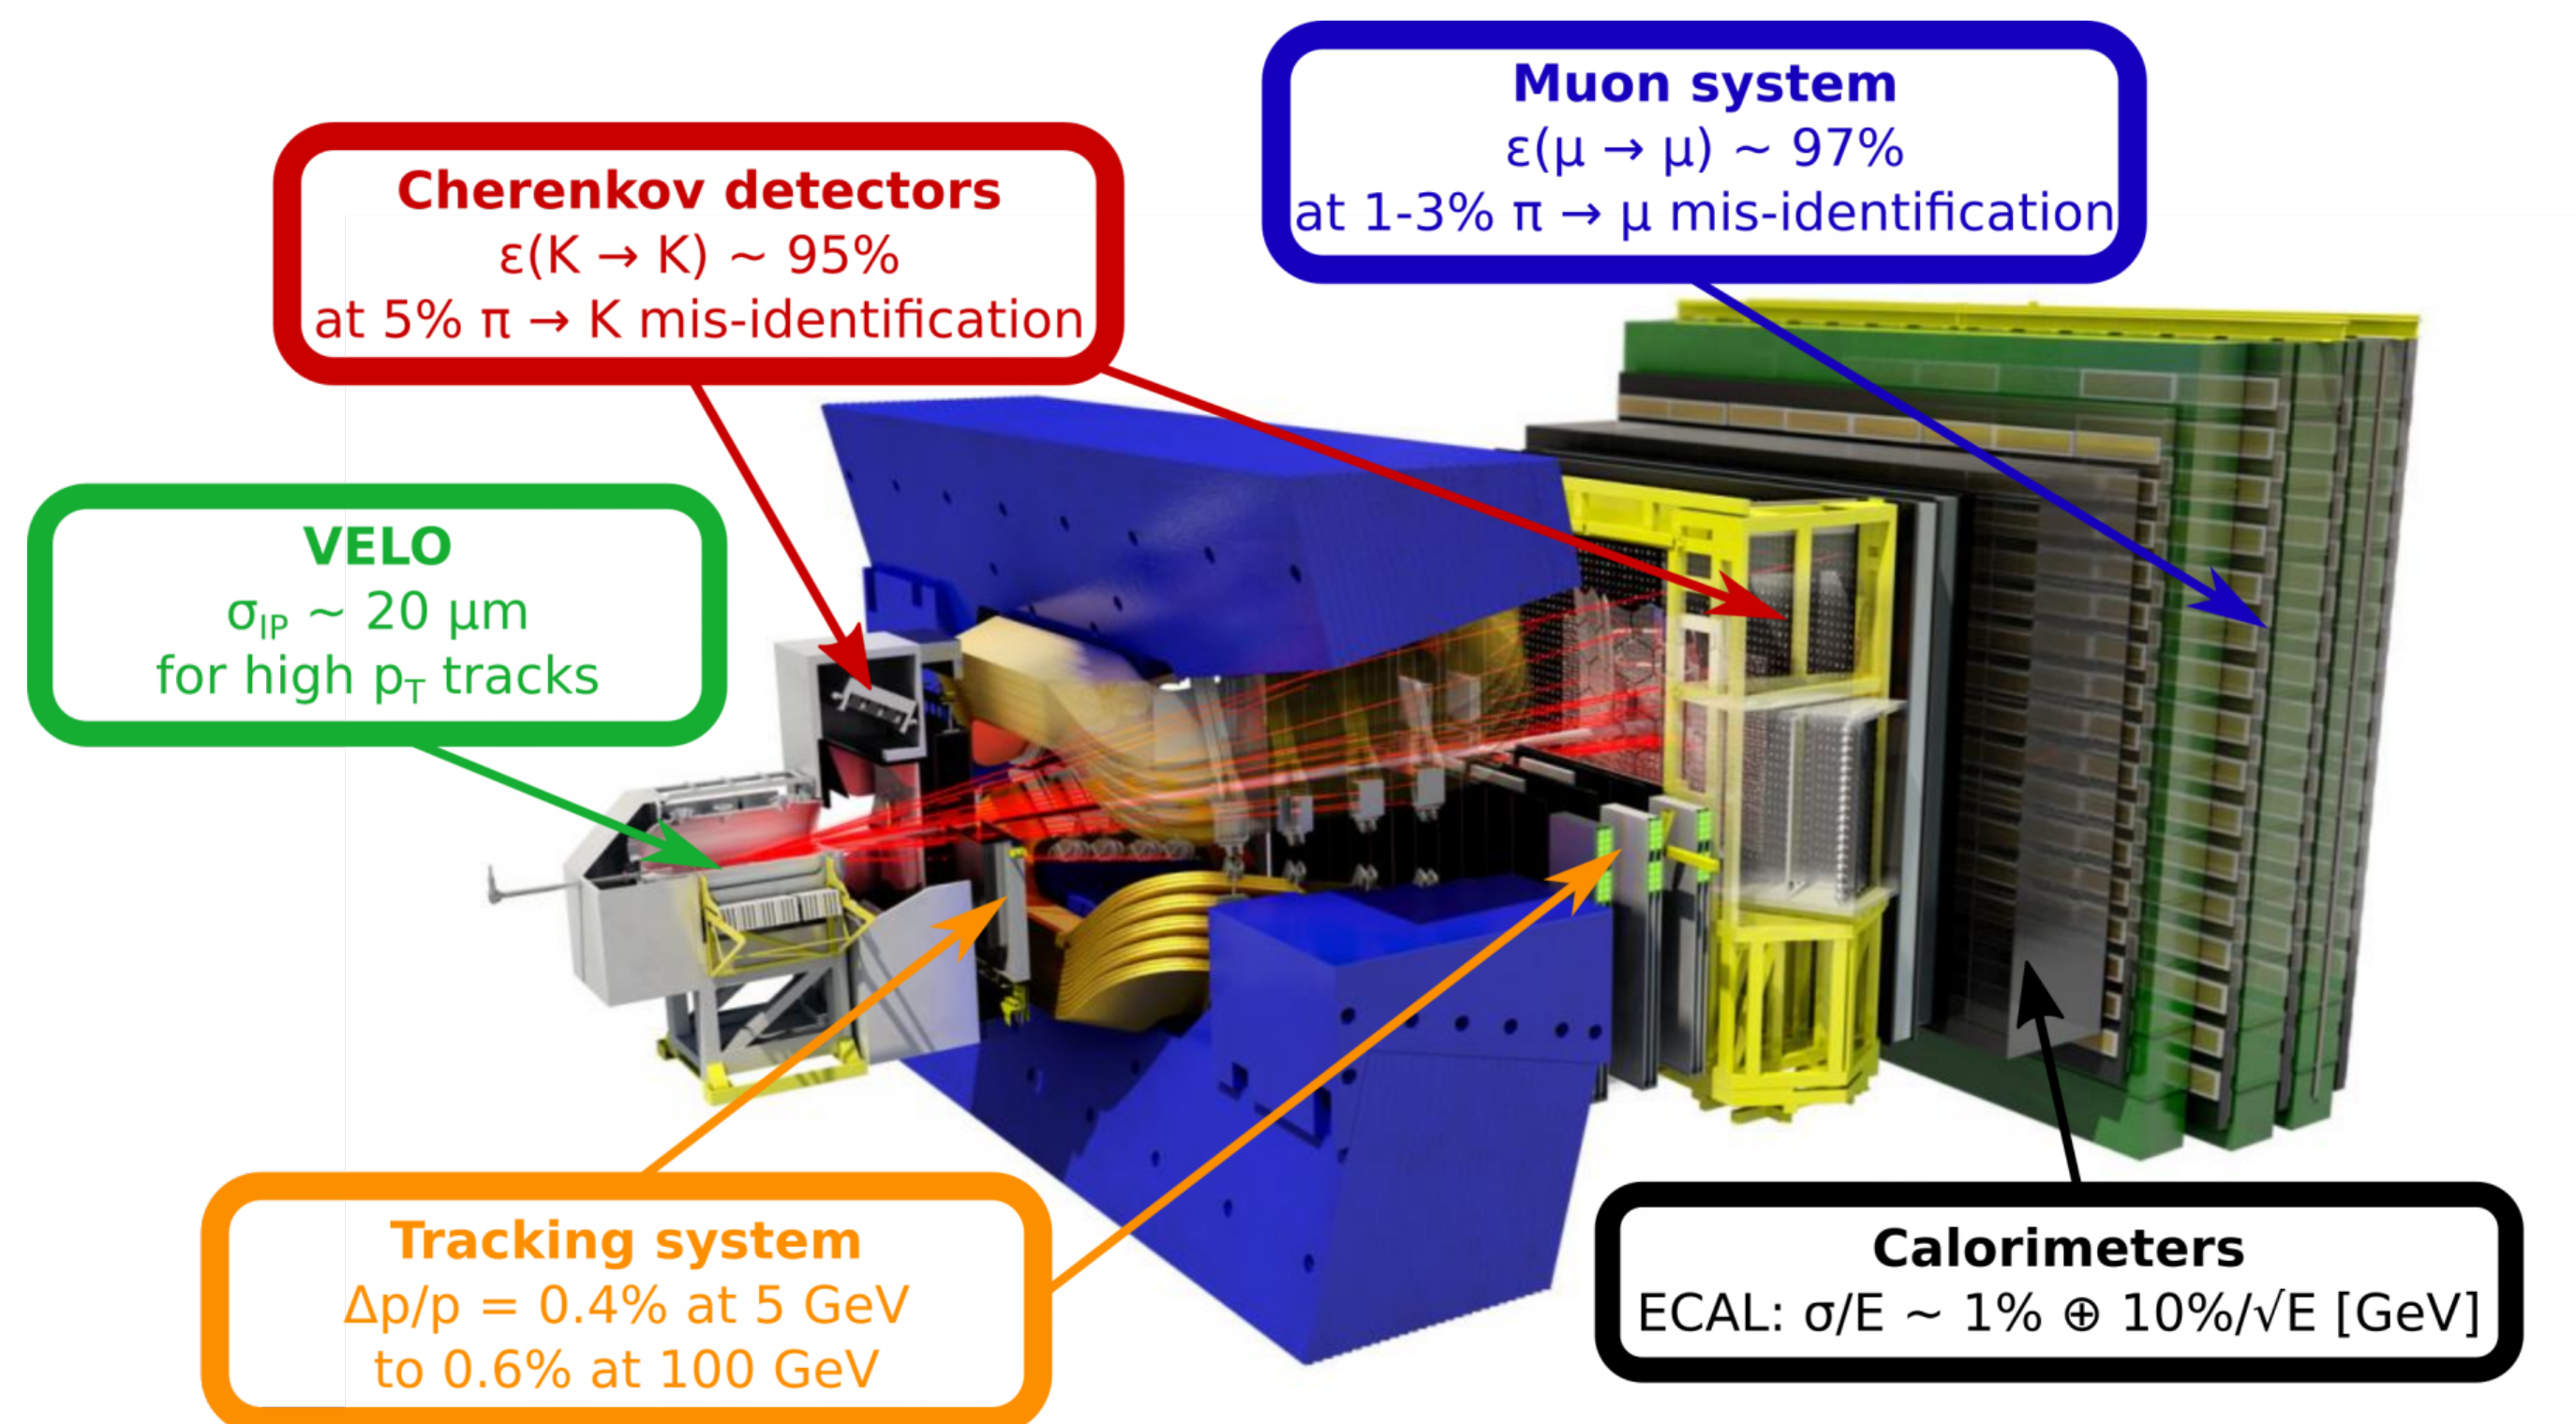 Muon system
ε(μ → μ) ~ 97%
at 1-3% π → μ mis-identification
Cherenkov detectors
ε(K → K) ~ 95%
at 5% π → K mis-identification
VELO
σIP ~ 20 μm
for high pT tracks
Tracking system
Δp/p = 0.4% at 5 GeV
to 0.6% at 100 GeV
Calorimeters
ECAL: σ/E ~ 1% ⊕ 10%/√E [GeV]